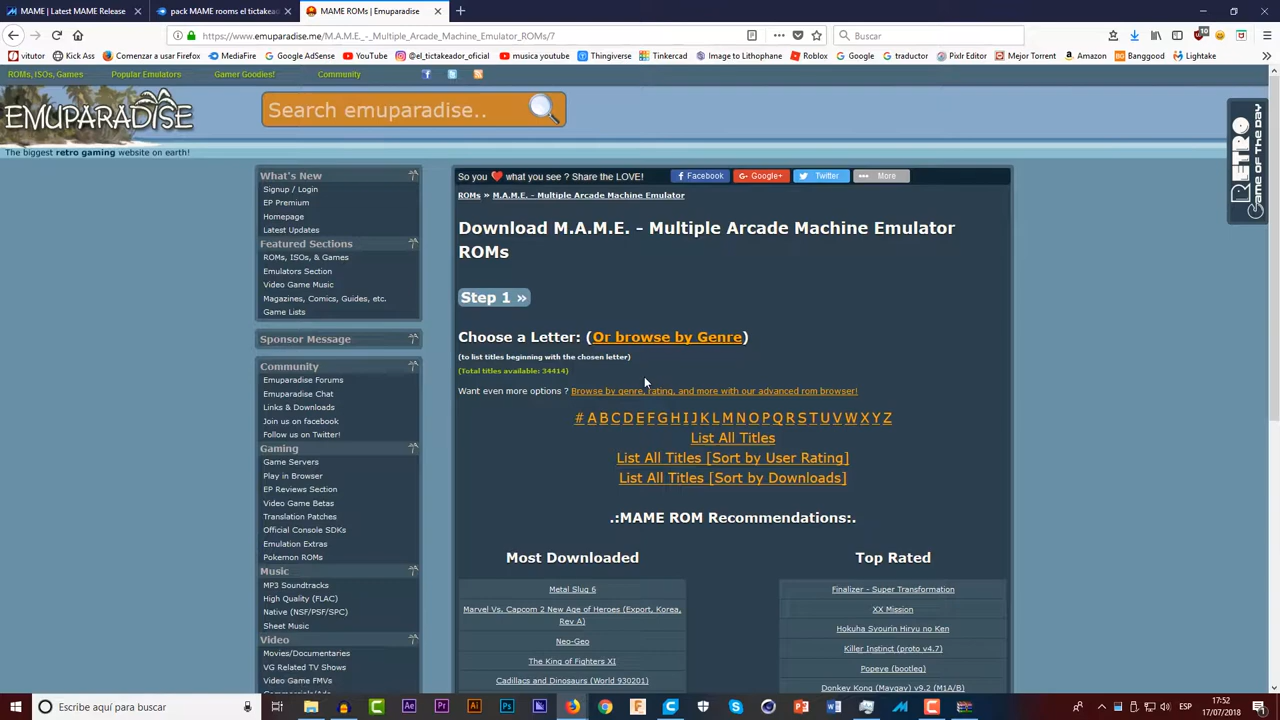 MAME | Latest MAME Release
pack MAME rooms el tictakead
MAME ROMs | Emuparadise
https://www.emuparadise.me/M.A.M.E._-_Multiple_Arcade_Machine_Emulator_ROMs/7
Buscar
10
vitutor
Kick Ass
Comenzar a usar Firefox
MediaFire
Google AdSense
YouTube
@el_tictakeador_oficial
musica youtube
Thingiverse
Tinkercad
Image to Lithophane
Roblox
Google
traductor
Pixlr Editor
Mejor Torrent
Amazon
Banggood
Lightake
ROMs, ISOs, Games
Popular Emulators
Gamer Goodies!
Community
EMUPARADISE
Search emuparadise..
The biggest retro gaming website on earth!
RETRO
GAME OF THE DAY
What's New
Signup / Login
EP Premium
Homepage
Latest Updates
Featured Sections
ROMs, ISOs, & Games
Emulators Section
Video Game Music
Magazines, Comics, Guides, etc.
Game Lists
Sponsor Message
Community
Emuparadise Forums
Emuparadise Chat
Links & Downloads
Join us on facebook
Follow us on Twitter!
Gaming
Game Servers
Play in Browser
EP Reviews Section
Video Game Betas
Translation Patches
Official Console SDKs
Emulation Extras
Pokemon ROMs
Music
MP3 Soundtracks
High Quality (FLAC)
Native (NSF/PSF/SPC)
Sheet Music
Video
Movies/Documentaries
VG Related TV Shows
Video Game FMVs
Commercials/Ads
So you ❤ what you see ? Share the LOVE!
Facebook
Google+
Twitter
More
ROMs » M.A.M.E. - Multiple Arcade Machine Emulator
Download M.A.M.E. - Multiple Arcade Machine Emulator
ROMs
Step 1 »
Choose a Letter: (Or browse by Genre)
(to list titles beginning with the chosen letter)
(Total titles available: 34414)
Want even more options ? Browse by genre, rating, and more with our advanced rom browser!
# A B C D E F G H I J K L M N O P Q R S T U V W X Y Z
List All Titles
List All Titles [Sort by User Rating]
List All Titles [Sort by Downloads]
.:MAME ROM Recommendations:.
Most Downloaded
Metal Slug 6
Marvel Vs. Capcom 2 New Age of Heroes (Export, Korea,
Rev A)
Neo-Geo
The King of Fighters XI
Cadillacs and Dinosaurs (World 930201)
Top Rated
Finalizer - Super Transformation
XX Mission
Hokuha Syourin Hiryu no Ken
Killer Instinct (proto v4.7)
Popeye (bootleg)
Donkey Kong (Maygay) v9.2 (M1A/B)
Escribe aquí para buscar
ESP
17:52
17/07/2018